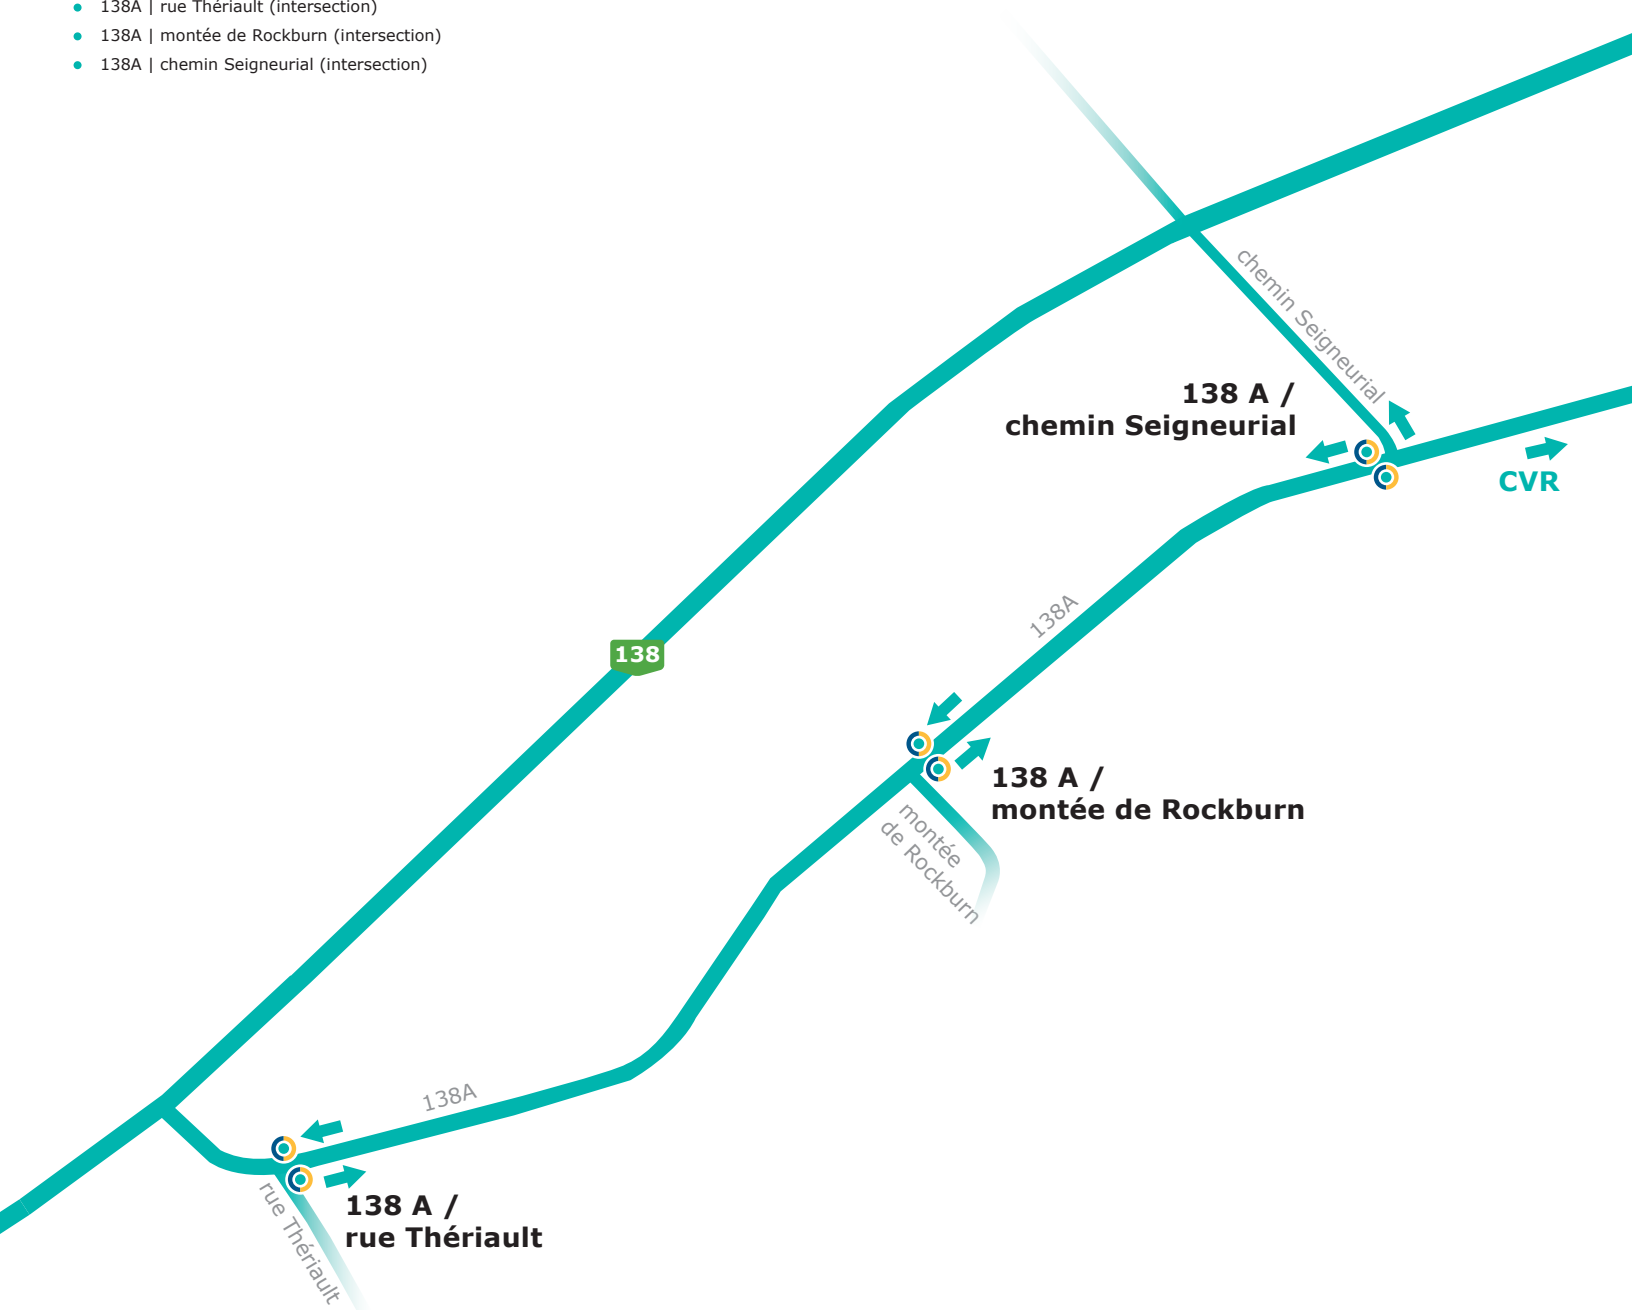 138A | rue Thériault (intersection)
138A | montée de Rockburn (intersection)
138A | chemin Seigneurial (intersection)
chemin Seigneurial
138 A /
chemin Seigneurial
CVR
138A
138
138 A /
montée de Rockburn
montée
de Rockburn
138A
138 A /
rue Thériault
rue Thériault